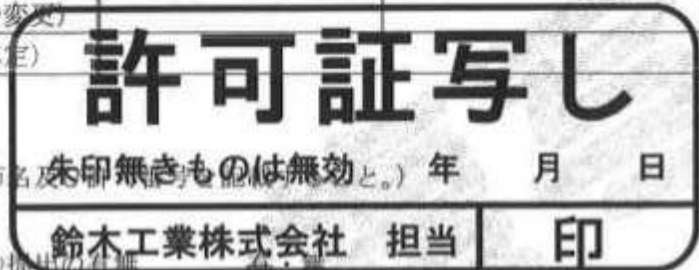 許可証写し
朱印無きものは無効 年 月 日
鈴木工業株式会社 担当 印